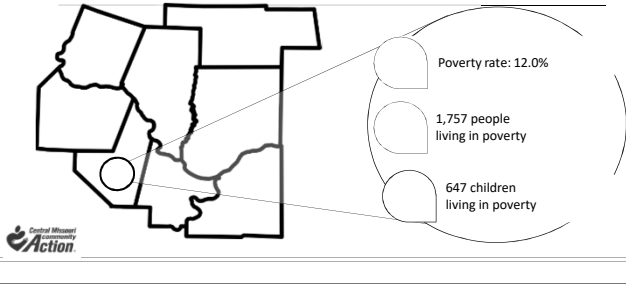 Poverty rate: 12.0%
1,757 people
living in poverty
647 children
living in poverty
Central Missouri
community
Action